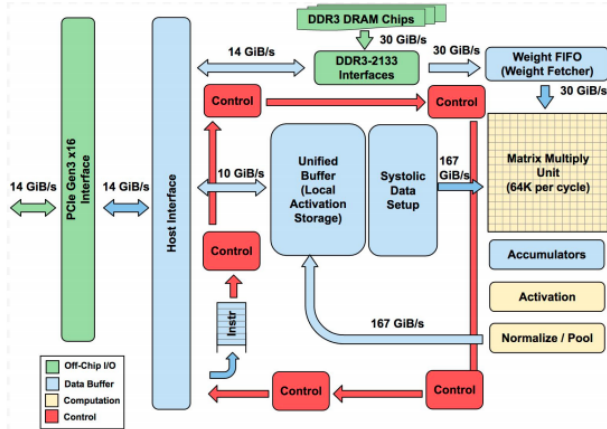 DDR3 DRAM Chips
30 GiB/s
14 GiB/s
DDR3-2133
Interfaces
30 GiB/s
Weight FIFO
(Weight Fetcher)
30 GiB/s
Control
Control
PCIe Gen3 x16
Interface
14 GiB/s
14 GiB/s
Host Interface
10 GiB/s
Unified
Buffer
(Local
Activation
Storage)
Systolic
Data
Setup
167
GiB/s
Matrix Multiply
Unit
(64K per cycle)
Control
Accumulators
Activation
Instr
167 GiB/s
Normalize / Pool
Off-Chip I/O
Data Buffer
Computation
Control
Control
Control